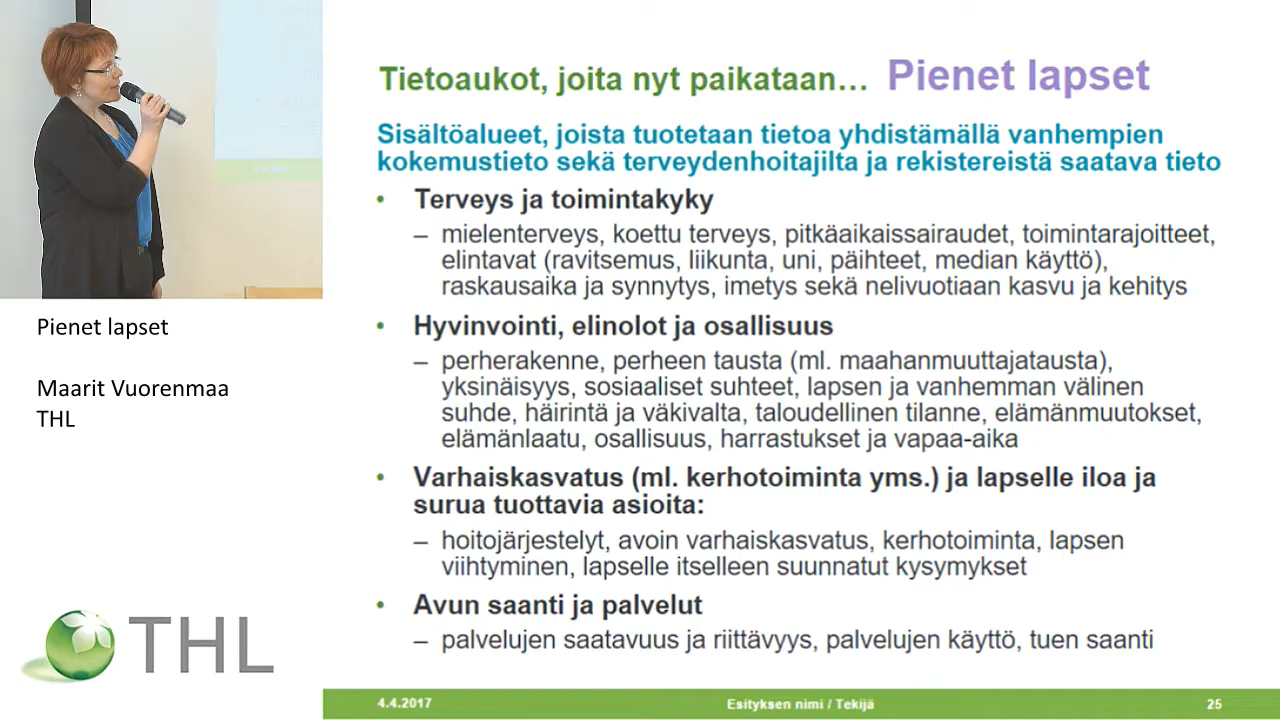 Tietoaukot, joita nyt paikataan... Pienet lapset
Sisältöalueet, joista tuotetaan tietoa yhdistämällä vanhempien
kokemustieto sekä terveydenhoitajilta ja rekistereistä saatava tieto
• Terveys ja toimintakyky
– mielenterveys, koettu terveys, pitkäaikaissairaudet, toimintarajoitteet,
elintavat (ravitsemus, liikunta, uni, päihteet, median käyttö),
raskausaika ja synnytys, imetys sekä nelivuotiaan kasvu ja kehitys
• Hyvinvointi, elinolot ja osallisuus
– perherakenne, perheen tausta (ml. maahanmuuttajatausta),
yksinäisyys, sosiaaliset suhteet, lapsen ja vanhemman välinen
suhde, häirintä ja väkivalta, taloudellinen tilanne, elämänmuutokset,
elämänlaatu, osallisuus, harrastukset ja vapaa-aika
• Varhaiskasvatus (ml. kerhotoiminta yms.) ja lapselle iloa ja
surua tuottavia asioita:
– hoitojärjestelyt, avoin varhaiskasvatus, kerhotoiminta, lapsen
viihtyminen, lapselle itselleen suunnatut kysymykset
• Avun saanti ja palvelut
– palvelujen saatavuus ja riittävyys, palvelujen käyttö, tuen saanti
4.4.2017 Esityksen nimi / Tekijä 25
Pienet lapset
Maarit Vuorenmaa
THL
THL